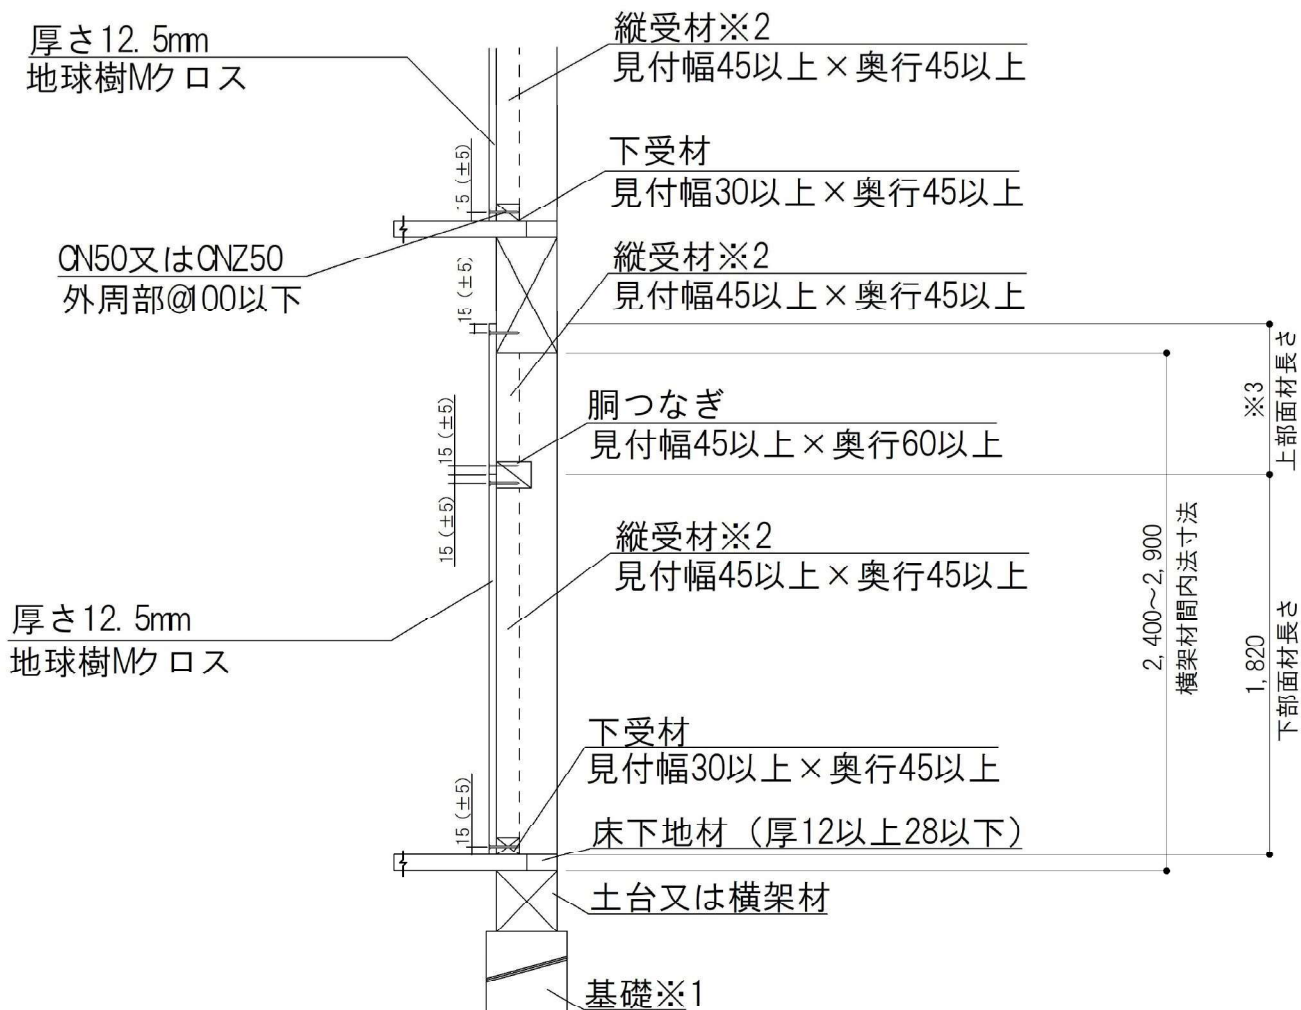 厚さ12.5mm
地球樹Mクロス
縦受材※2
見付幅45以上×奥行45以上
下受材
見付幅30以上×奥行45以上
15(±5)
CN50又はCNZ50
外周部@100以下
15(±5)
縦受材※2
見付幅45以上×奥行45以上
胴つなぎ
見付幅45以上×奥行60以上
15(±5)
15(±5)
※3
上部面材長さ
縦受材※2
見付幅45以上×奥行45以上
2,400～2,900
横架材間内法寸法
1,820
下部面材長さ
厚さ12.5mm
地球樹Mクロス
下受材
見付幅30以上×奥行45以上
15(±5)
床下地材（厚12以上28以下）
土台又は横架材
基礎※1